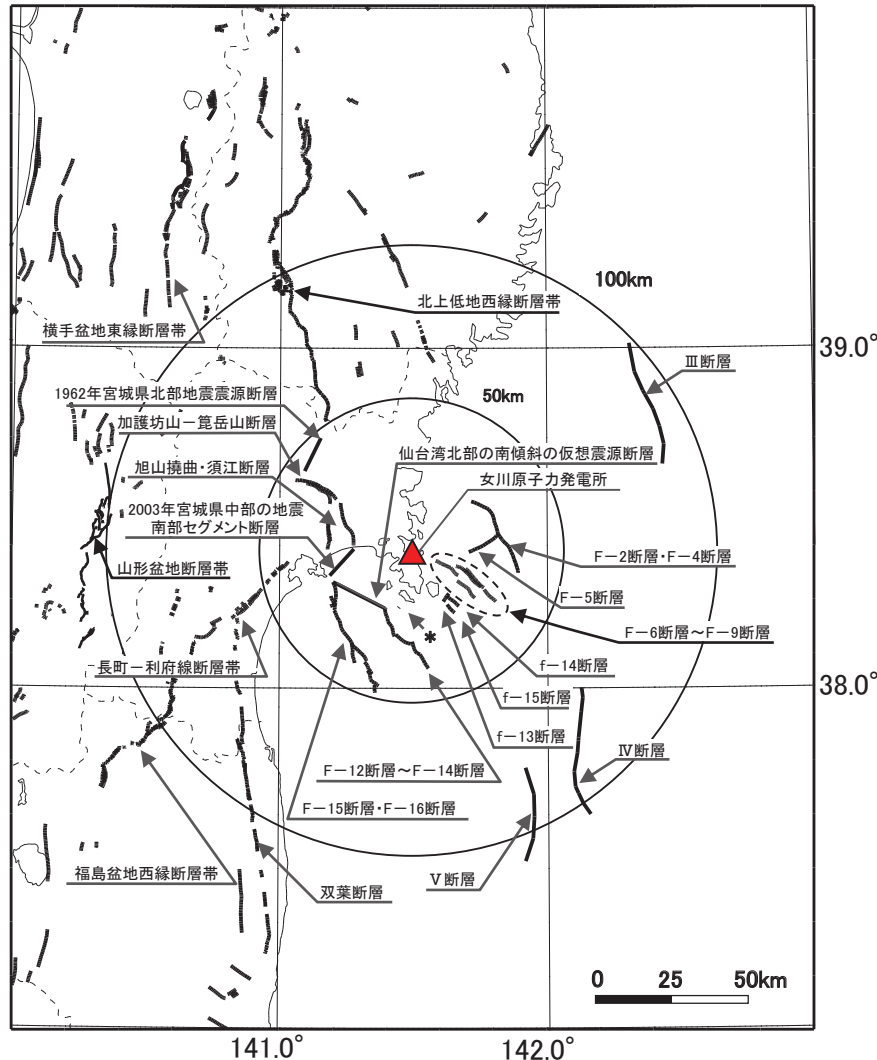 100km
北上低地西縁断層帯
横手盆地東縁断層帯
39.0°
Ⅲ断層
1962年宮城県北部地震震源断層
50km
加護坊山ー箟岳山断層
仙台湾北部の南傾斜の仮想震源断層
旭山撓曲・須江断層
女川原子力発電所
2003年宮城県中部の地震
南部セグメント断層
F−2断層・F−4断層
山形盆地断層帯
F−5断層
F−6断層〜F−9断層
*
f−14断層
長町ー利府線断層帯
38.0°
f−15断層
f−13断層
Ⅳ断層
F−12断層〜F−14断層
F−15断層・F−16断層
福島盆地西縁断層帯
Ⅴ断層
双葉断層
0 25 50km
141.0° 142.0°